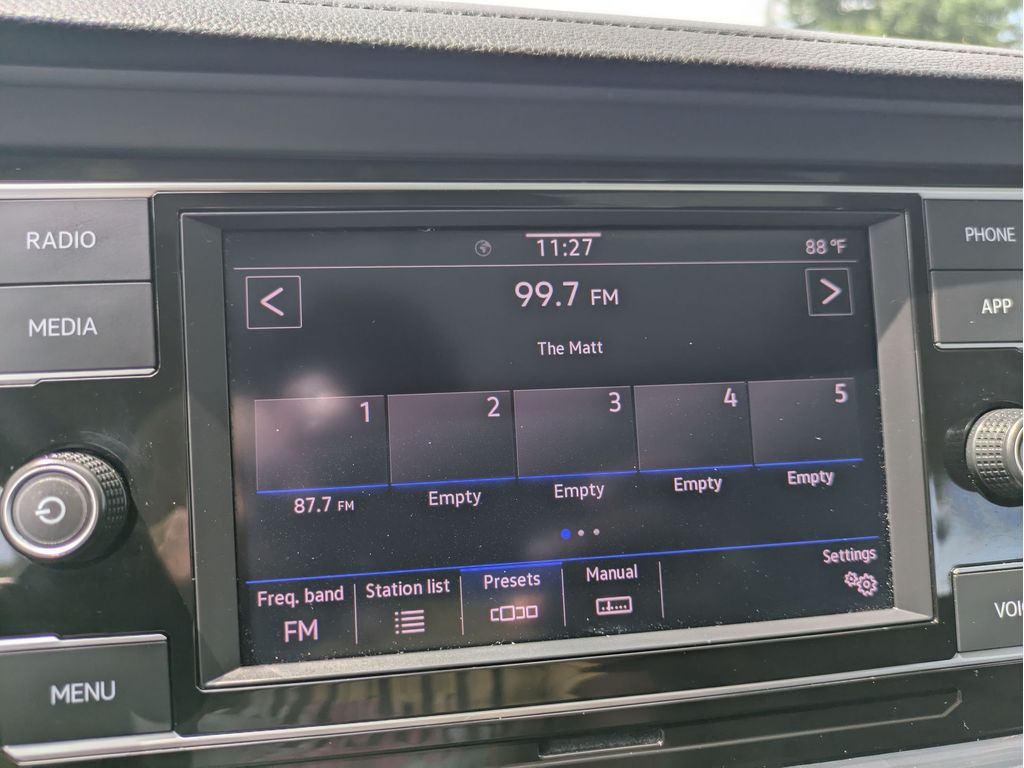 RADIO
MEDIA
MENU
11:27
88 °F
<
99.7 FM
>
The Matt
1
2
3
4
5
87.7 FM
Empty
Empty
Empty
Empty
Freq. band
FM
Station list
Presets
Manual
Settings
PHONE
APP